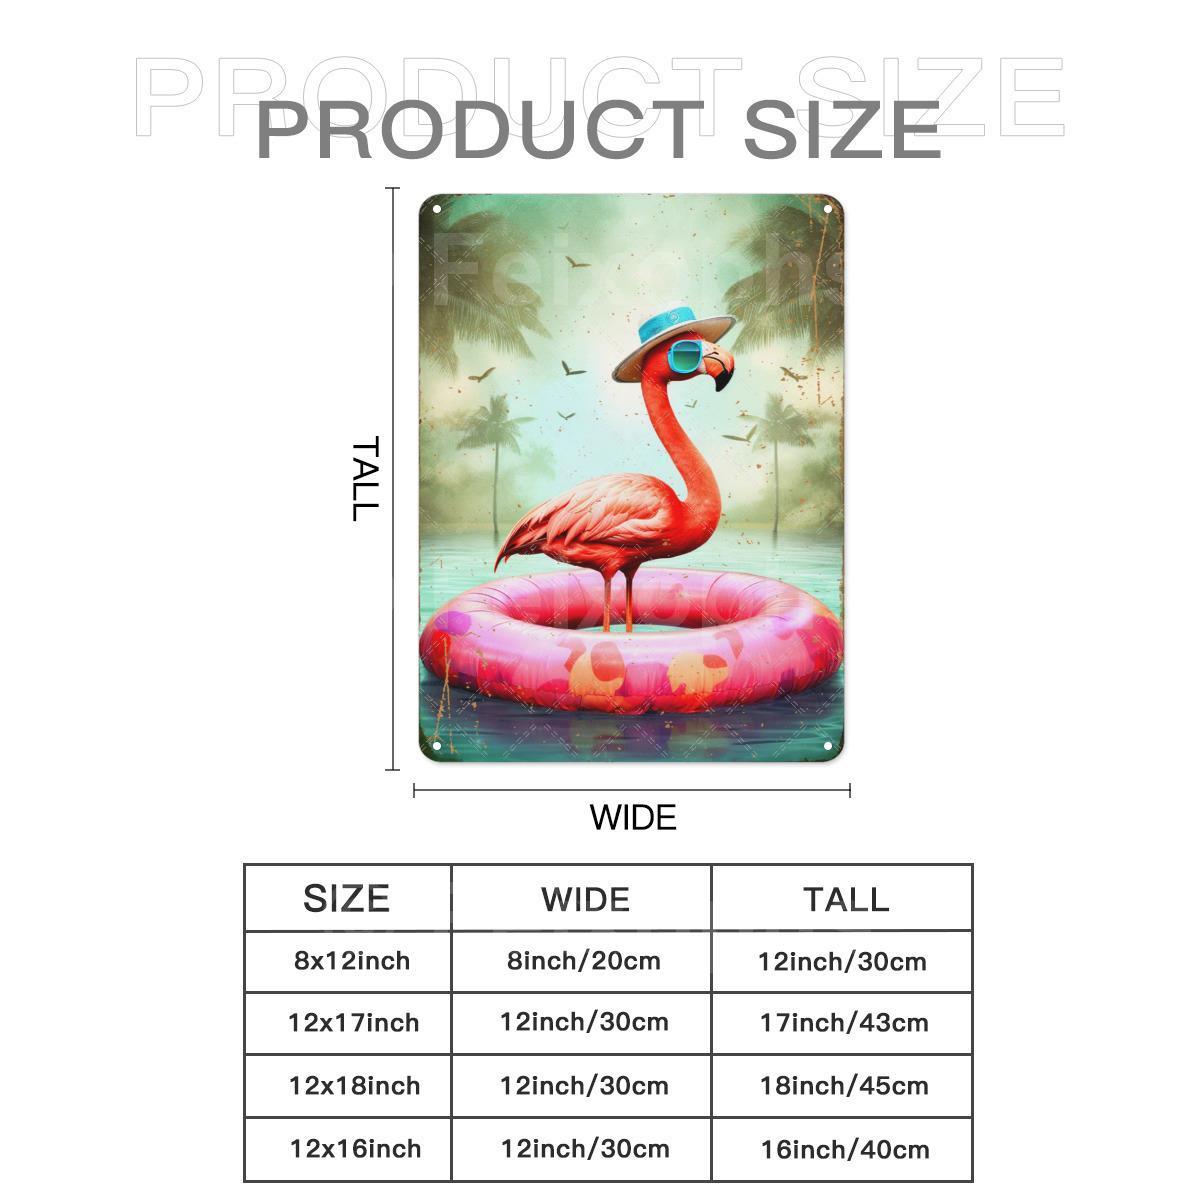 PRODUCT SIZE
PRODUCT SIZE
TALL
WIDE
SIZE WIDE TALL
8x12inch 8inch/20cm 12inch/30cm
12x17inch 12inch/30cm 17inch/43cm
12x18inch 12inch/30cm 18inch/45cm
12x16inch 12inch/30cm 16inch/40cm